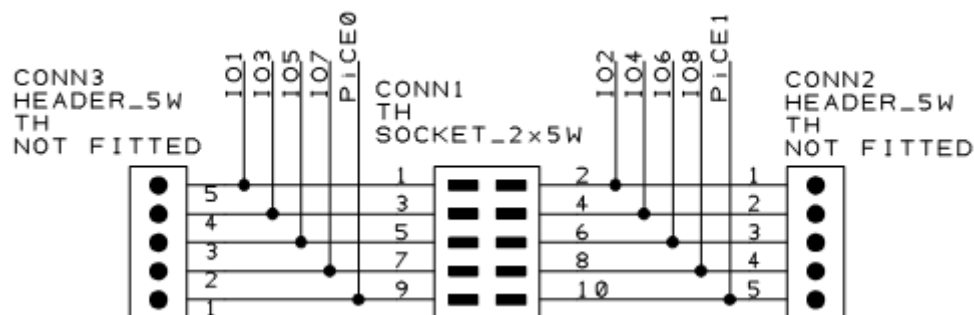 CONN3
HEADER_5W
TH
NOT FITTED
IO1
IO3
IO5
IO7
PiCE0
CONN1
TH
SOCKET_2x5W
IO2
IO4
IO6
IO8
PiCE1
CONN2
HEADER_5W
TH
NOT FITTED
5 1 2 1
4 3 4 2
3 5 6 3
2 7 8 4
1 9 10 5